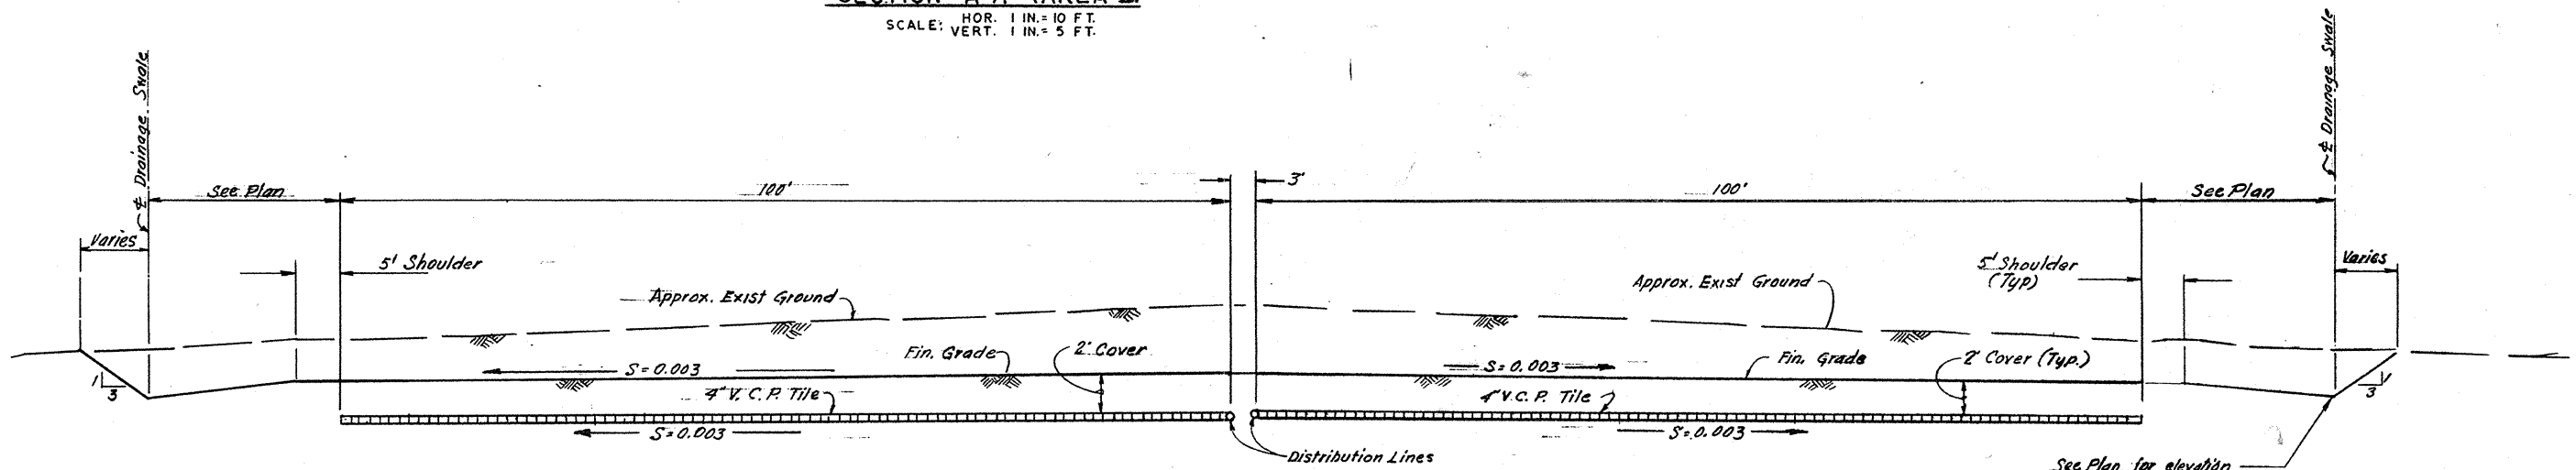 SECTION A-A AREA
SCALE: HOR. 1 IN.= 10 FT.
VERT. 1 IN.= 5 FT.
℄ Drainage Swale
℄ Drainage Swale
See Plan
100'
3'
100'
See Plan
Varies
5' Shoulder
5' Shoulder
(Typ)
Varies
Approx. Exist Ground
Approx. Exist Ground
Fin. Grade
2' Cover
S=0.003
S=0.003
Fin. Grade
2' Cover (Typ.)
1
3
4" V.C.P. Tile
4" V.C.P. Tile
1
3
S=0.003
S=0.003
Distribution Lines
See Plan for elevation